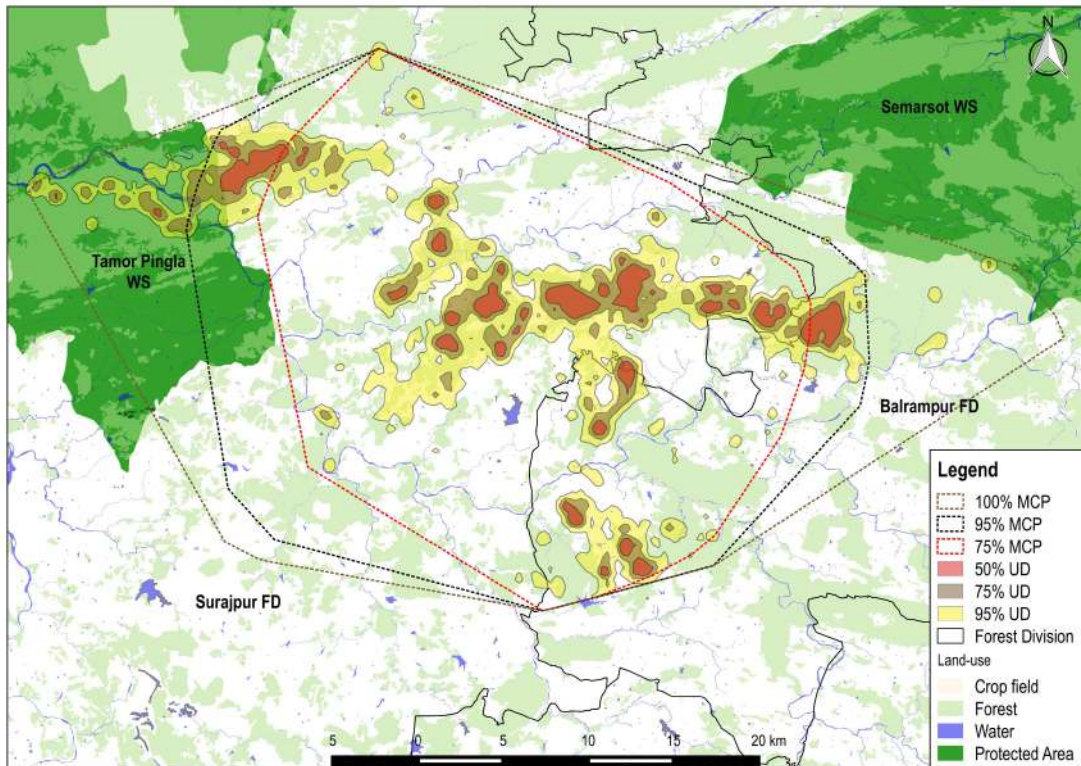 N
Semarsot WS
Tamor Pingla
WS
Balrampur FD
Surajpur FD
Legend
100% MCP
95% MCP
75% MCP
50% UD
75% UD
95% UD
Forest Division
Land-use
Crop field
Forest
Water
Protected Area
5 0 5 10 15 20 km